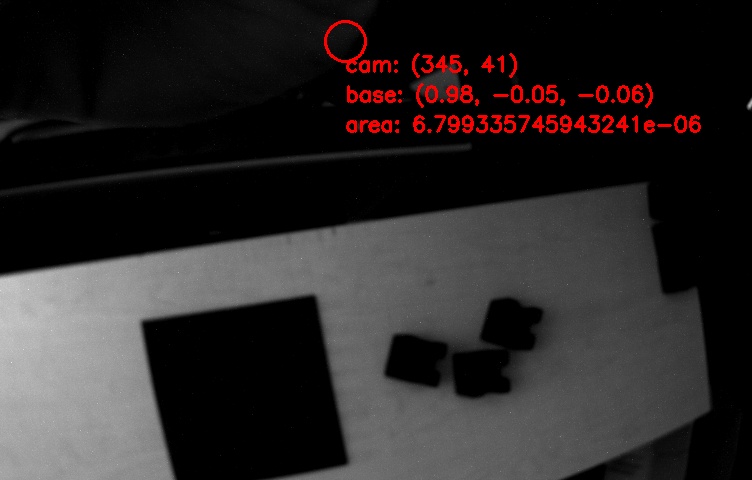 cam: (345, 41)
base: (0.98, −0.05, −0.06)
area: 6.799335745943241e−06